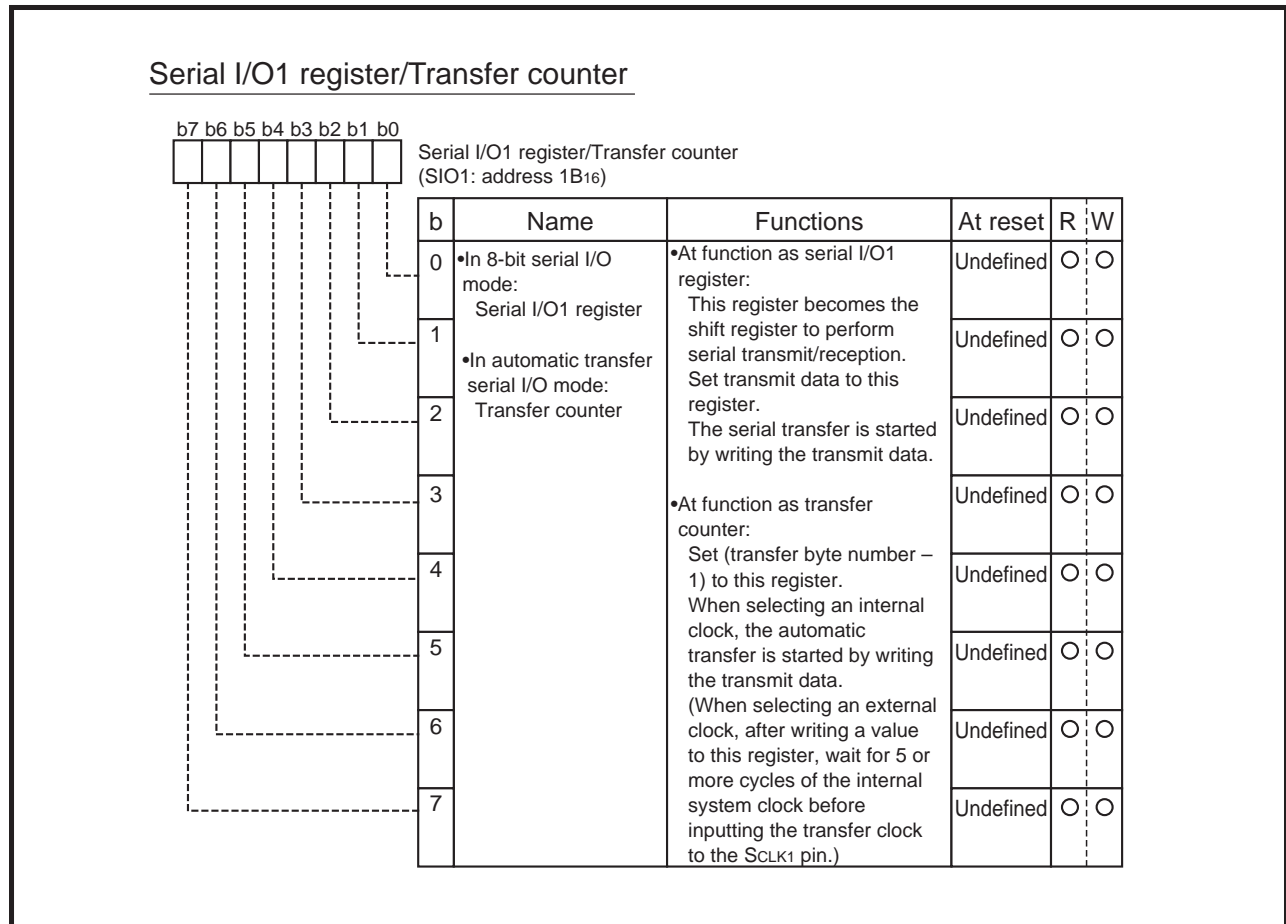 Serial I/O1 register/Transfer counter
b7 b6 b5 b4 b3 b2 b1 b0
Serial I/O1 register/Transfer counter
(SIO1: address 1B16)
b Name Functions At reset R W
0
•In 8-bit serial I/O
mode:
Serial I/O1 register
•In automatic transfer
serial I/O mode:
Transfer counter
•At function as serial I/O1
register:
This register becomes the
shift register to perform
serial transmit/reception.
Set transmit data to this
register.
The serial transfer is started
by writing the transmit data.
•At function as transfer
counter:
Set (transfer byte number –
1) to this register.
When selecting an internal
clock, the automatic
transfer is started by writing
the transmit data.
(When selecting an external
clock, after writing a value
to this register, wait for 5 or
more cycles of the internal
system clock before
inputting the transfer clock
to the SCLK1 pin.)
Undefined ○ ○
1 Undefined ○ ○
2 Undefined ○ ○
3 Undefined ○ ○
4 Undefined ○ ○
5 Undefined ○ ○
6 Undefined ○ ○
7 Undefined ○ ○